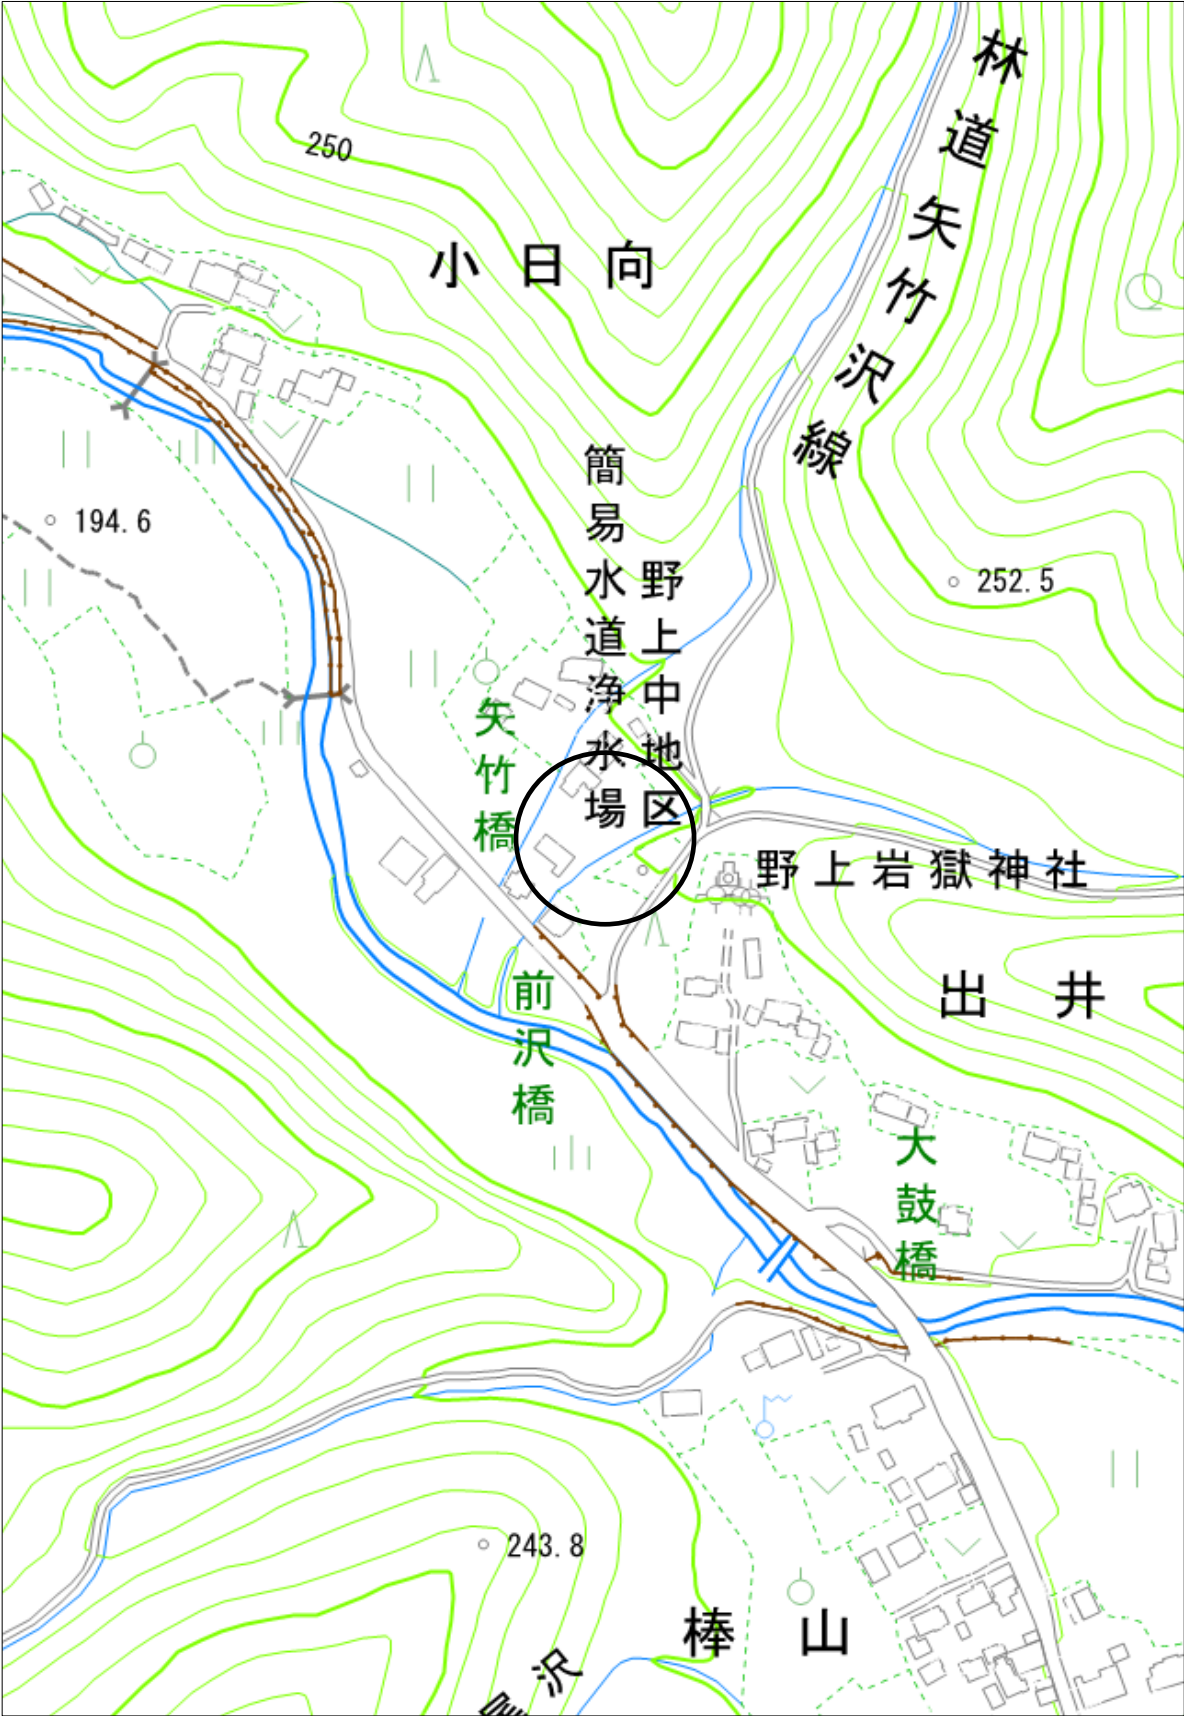 林道矢竹沢線
250
小日向
194.6
252.5
野上中地区
簡易水道浄水場
矢竹橋
野上岩獄神社
前沢橋
出井
大鼓橋
243.8
棒山
尾沢